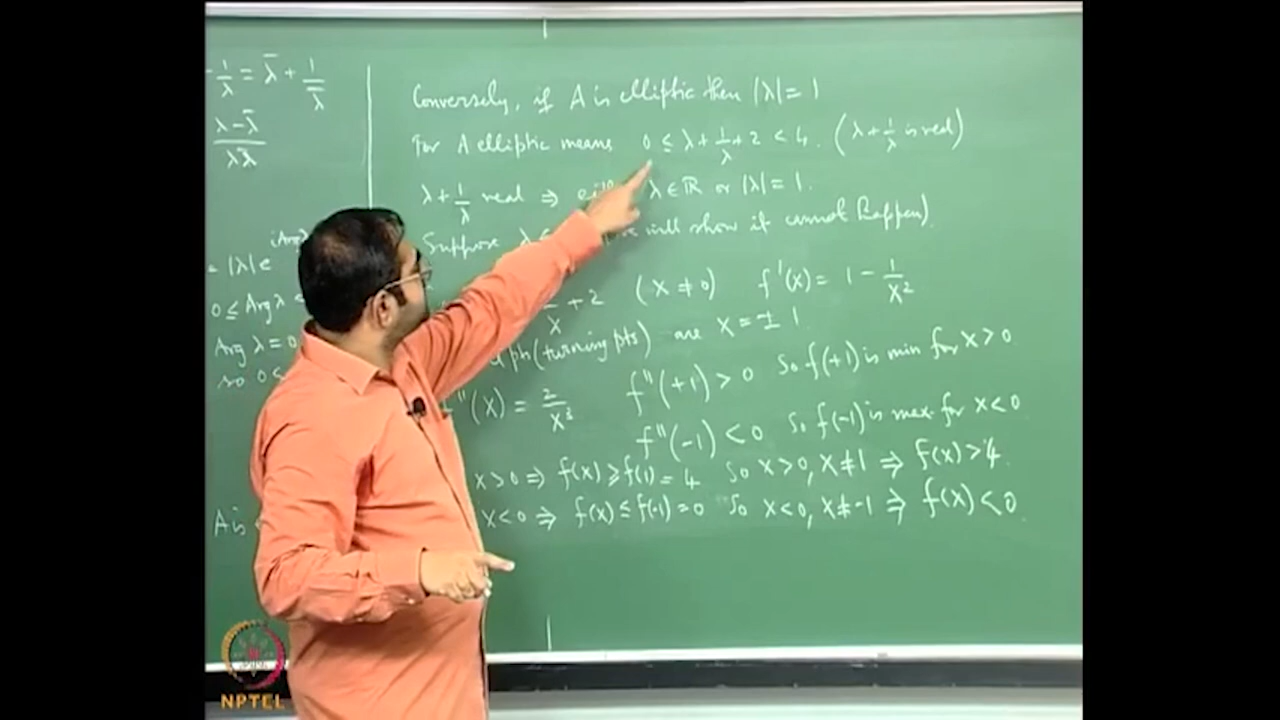 1/λ = λ̄ + 1/λ̄
λ - λ̄ / λλ̄
= |λ| e^{i Arg λ
0 ≤ Arg λ <
Arg λ = 0
so 0 ≤
A is
Conversely, if A is elliptic then |λ| = 1
For A elliptic means 0 ≤ λ + 1/λ + 2 < 4. (λ + 1/λ is real)
λ + 1/λ real ⇒ λ ∈ ℝ or |λ| = 1.
Suppose λ ∈ will show it cannot happen)
+ 2 (x ≠ 0) f'(x) = 1 - 1/x²
(turning pts) are x = ± 1
"(x) = 2/x³ f"(+1) > 0 So f(+1) is min for x > 0
f"(-1) < 0 So f(-1) is max. for x < 0
x > 0 ⇒ f(x) ≥ f(1) = 4 So x > 0, x ≠ 1 ⇒ f(x) > 4.
x < 0 ⇒ f(x) ≤ f(-1) = 0 So x < 0, x ≠ -1 ⇒ f(x) < 0.
NPTEL